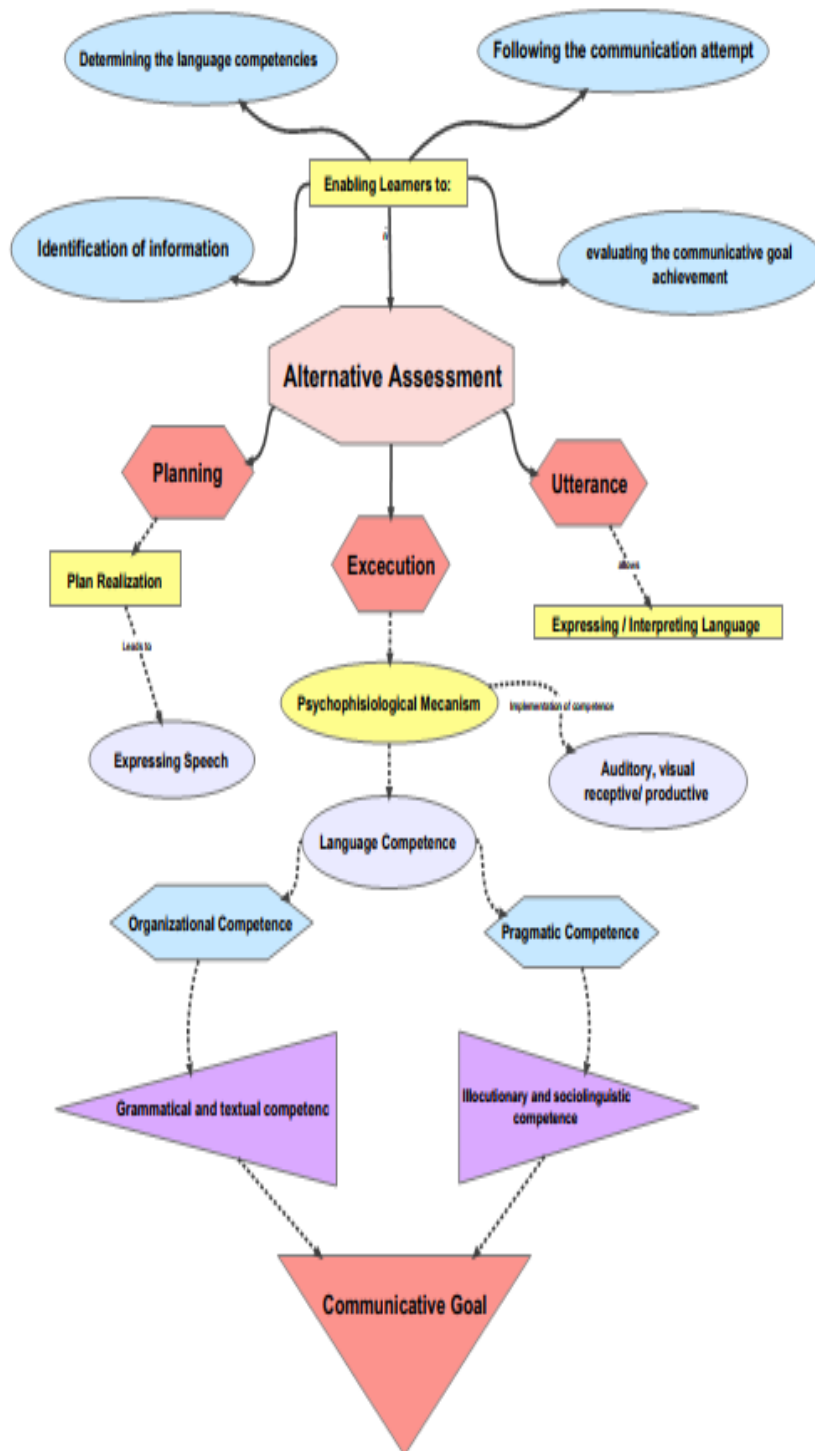 Determining the language competencies
Following the communication attempt
Enabling Learners to:
Identification of information
evaluating the communicative goal
achievement
Alternative Assessment
Planning
Utterance
Excecution
Plan Realization
allows
Expressing / Interpreting Language
Leads to
Psychophisiological Mecanism
Implementation of competence
Expressing Speech
Auditory, visual
receptive/ productive
Language Competence
Organizational Competence
Pragmatic Competence
Grammatical and textual competenc
Illocutionary and sociolinguistic
competence
Communicative Goal